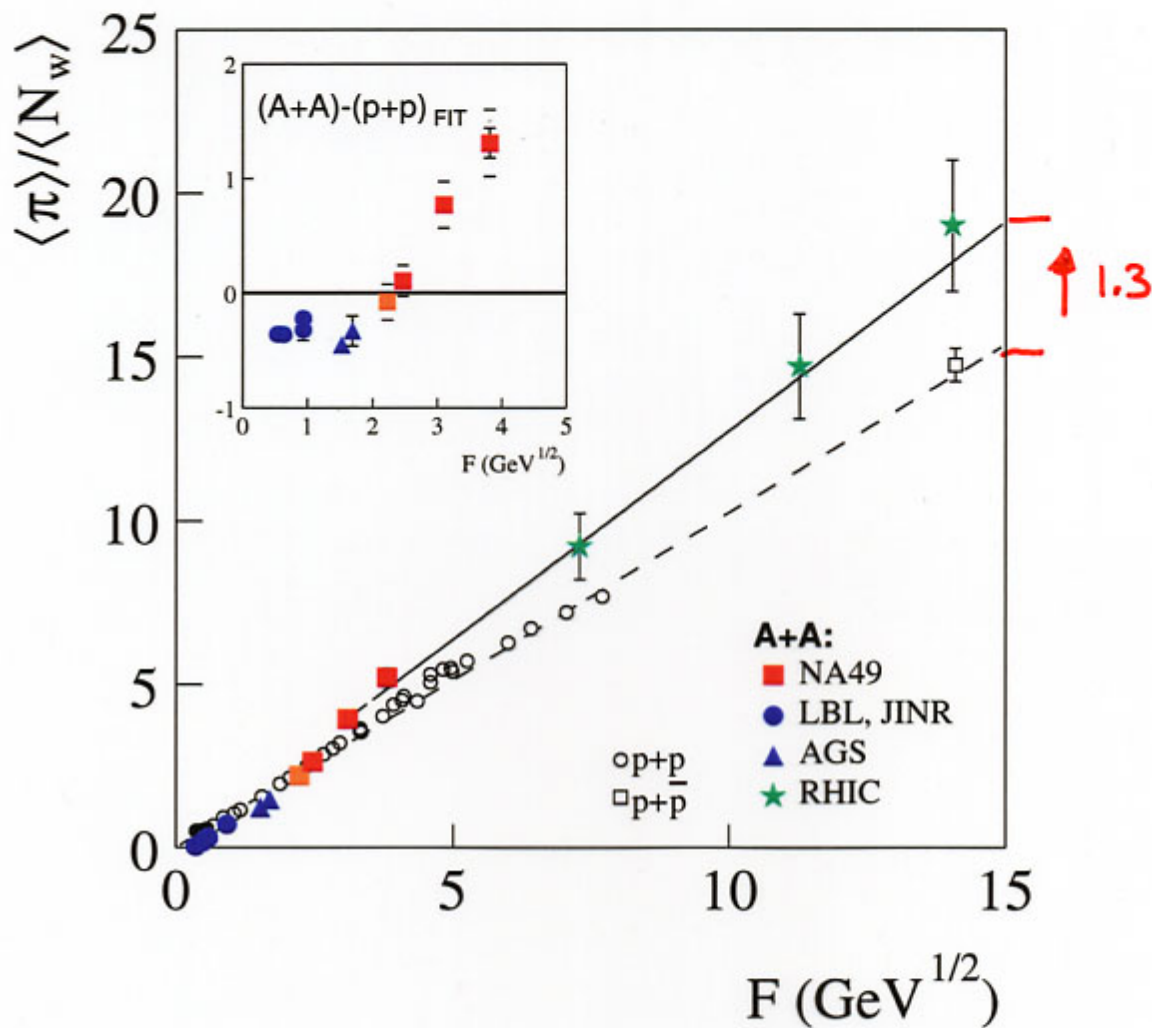 ⟨π⟩/⟨N_w⟩
25
20
15
10
5
0
2
1
0
-1
(A+A)-(p+p) FIT
0 1 2 3 4 5
F (GeV^1/2)
1.3
A+A:
NA49
LBL, JINR
AGS
RHIC
p+p
p+p̅
0 5 10 15
F (GeV^1/2)